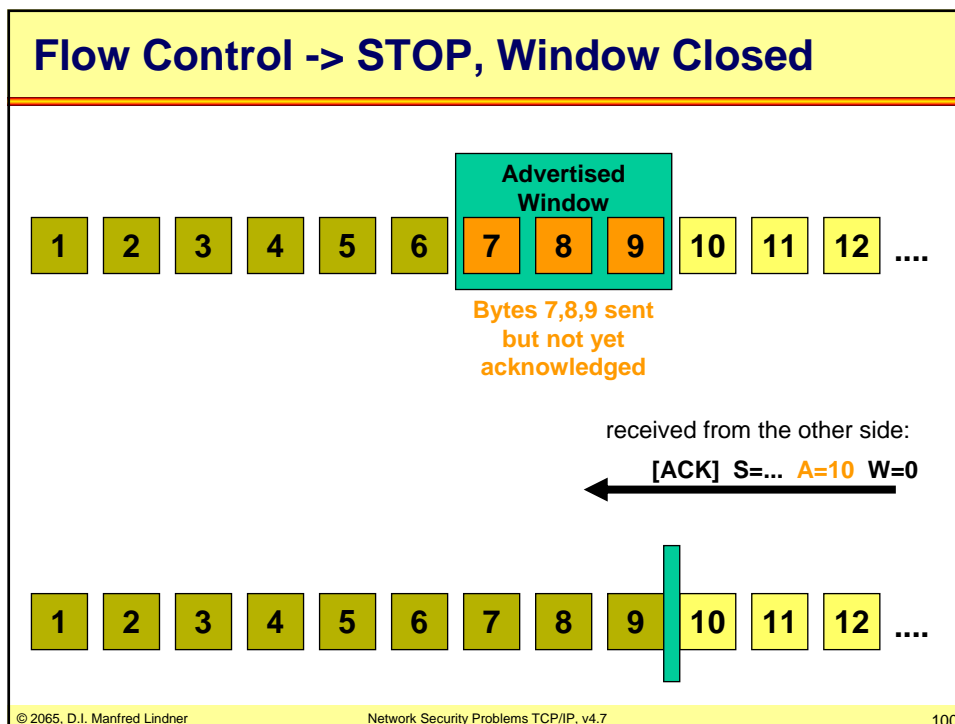 Flow Control -> STOP, Window Closed
Advertised
Window
1 2 3 4 5 6 7 8 9 10 11 12 ....
Bytes 7,8,9 sent
but not yet
acknowledged
received from the other side:
[ACK] S=... A=10 W=0
1 2 3 4 5 6 7 8 9 10 11 12 ....
© 2065, D.I. Manfred Lindner Network Security Problems TCP/IP, v4.7 100